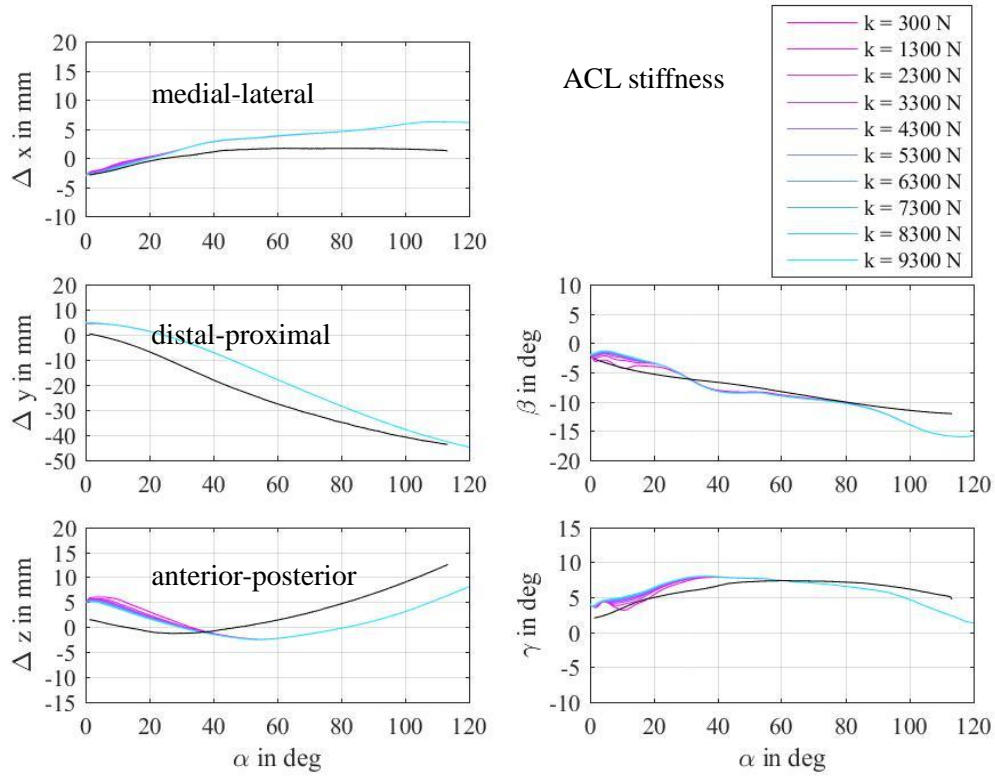 k = 300 N
k = 1300 N
k = 2300 N
k = 3300 N
k = 4300 N
k = 5300 N
k = 6300 N
k = 7300 N
k = 8300 N
k = 9300 N
ACL stiffness
Δ x in mm
medial-lateral
20
15
10
5
0
-5
-10
0 20 40 60 80 100 120
Δ y in mm
distal-proximal
20
10
0
-10
-20
-30
-40
-50
0 20 40 60 80 100 120
β in deg
10
5
0
-5
-10
-15
-20
0 20 40 60 80 100 120
Δ z in mm
anterior-posterior
20
15
10
5
0
-5
-10
-15
0 20 40 60 80 100 120
α in deg
γ in deg
15
10
5
0
-5
-10
0 20 40 60 80 100 120
α in deg